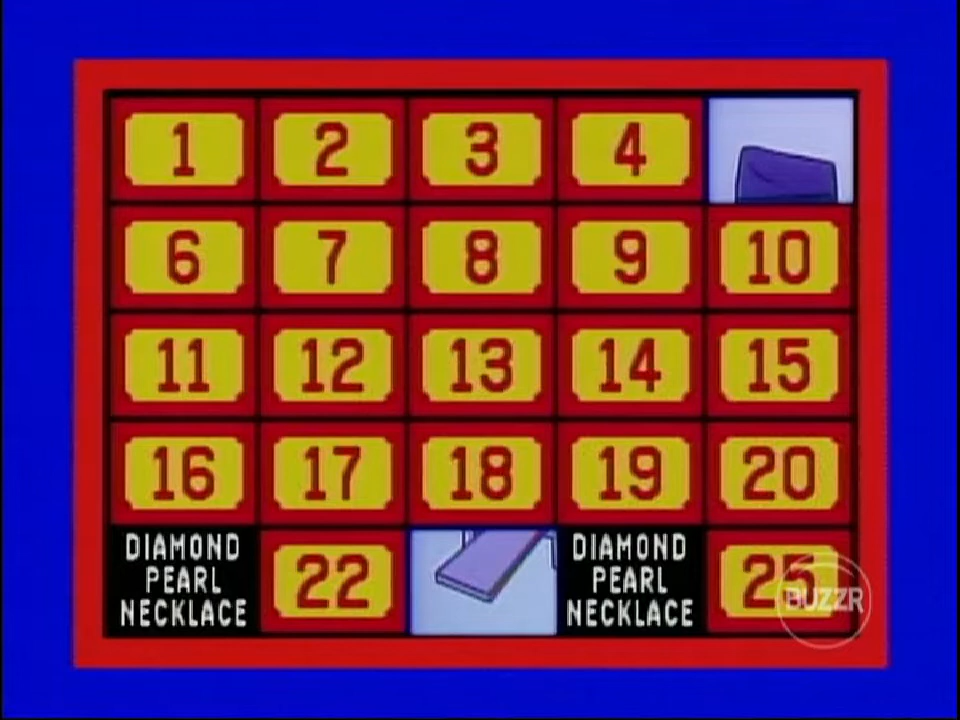 1 2 3 4
6 7 8 9 10
11 12 13 14 15
16 17 18 19 20
DIAMOND
PEARL
NECKLACE
22
DIAMOND
PEARL
NECKLACE
25
BUZZR